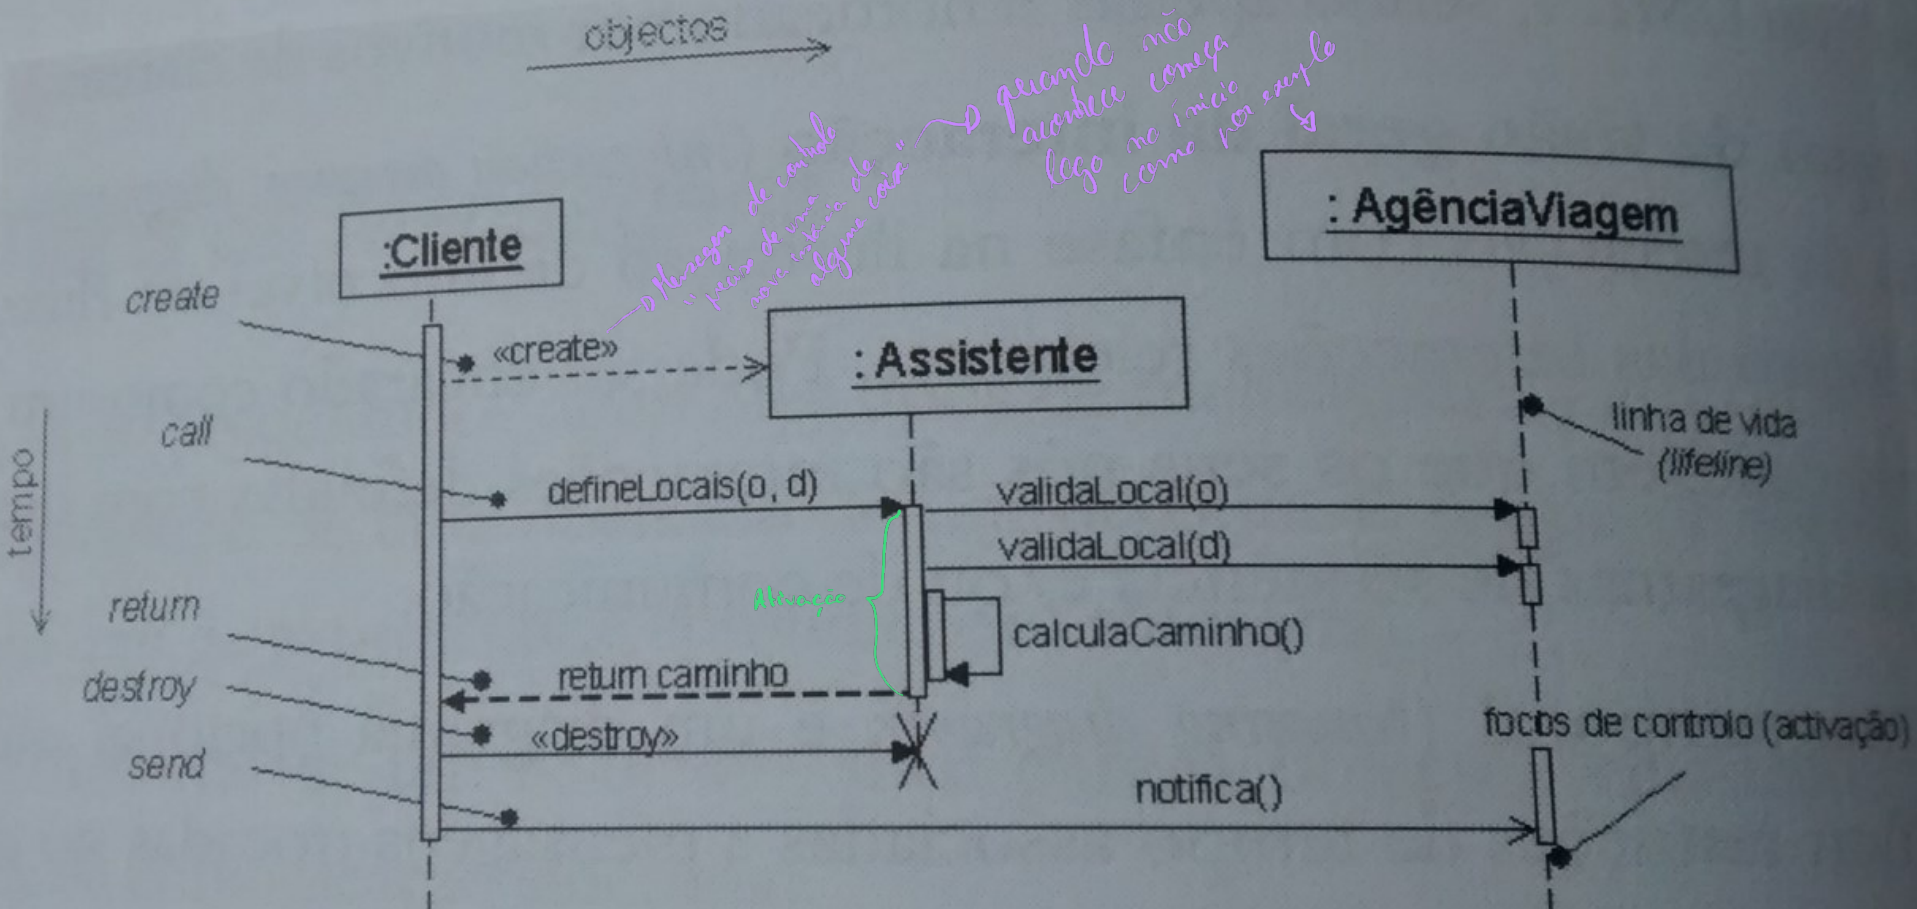 objectos
quando não
acontece começa
logo no início
como por exemplo
Mensagem de controlo
"preciso de uma
nova instância de
alguma coisa"
: AgênciaViagem
:Cliente
create
«create»
: Assistente
linha de vida
(lifeline)
call
tempo
defineLocais(o, d)
validaLocal(o)
validaLocal(d)
Ativação
return
calculaCaminho()
return caminho
destroy
«destroy»
focos de controlo (activação)
send
notifica()